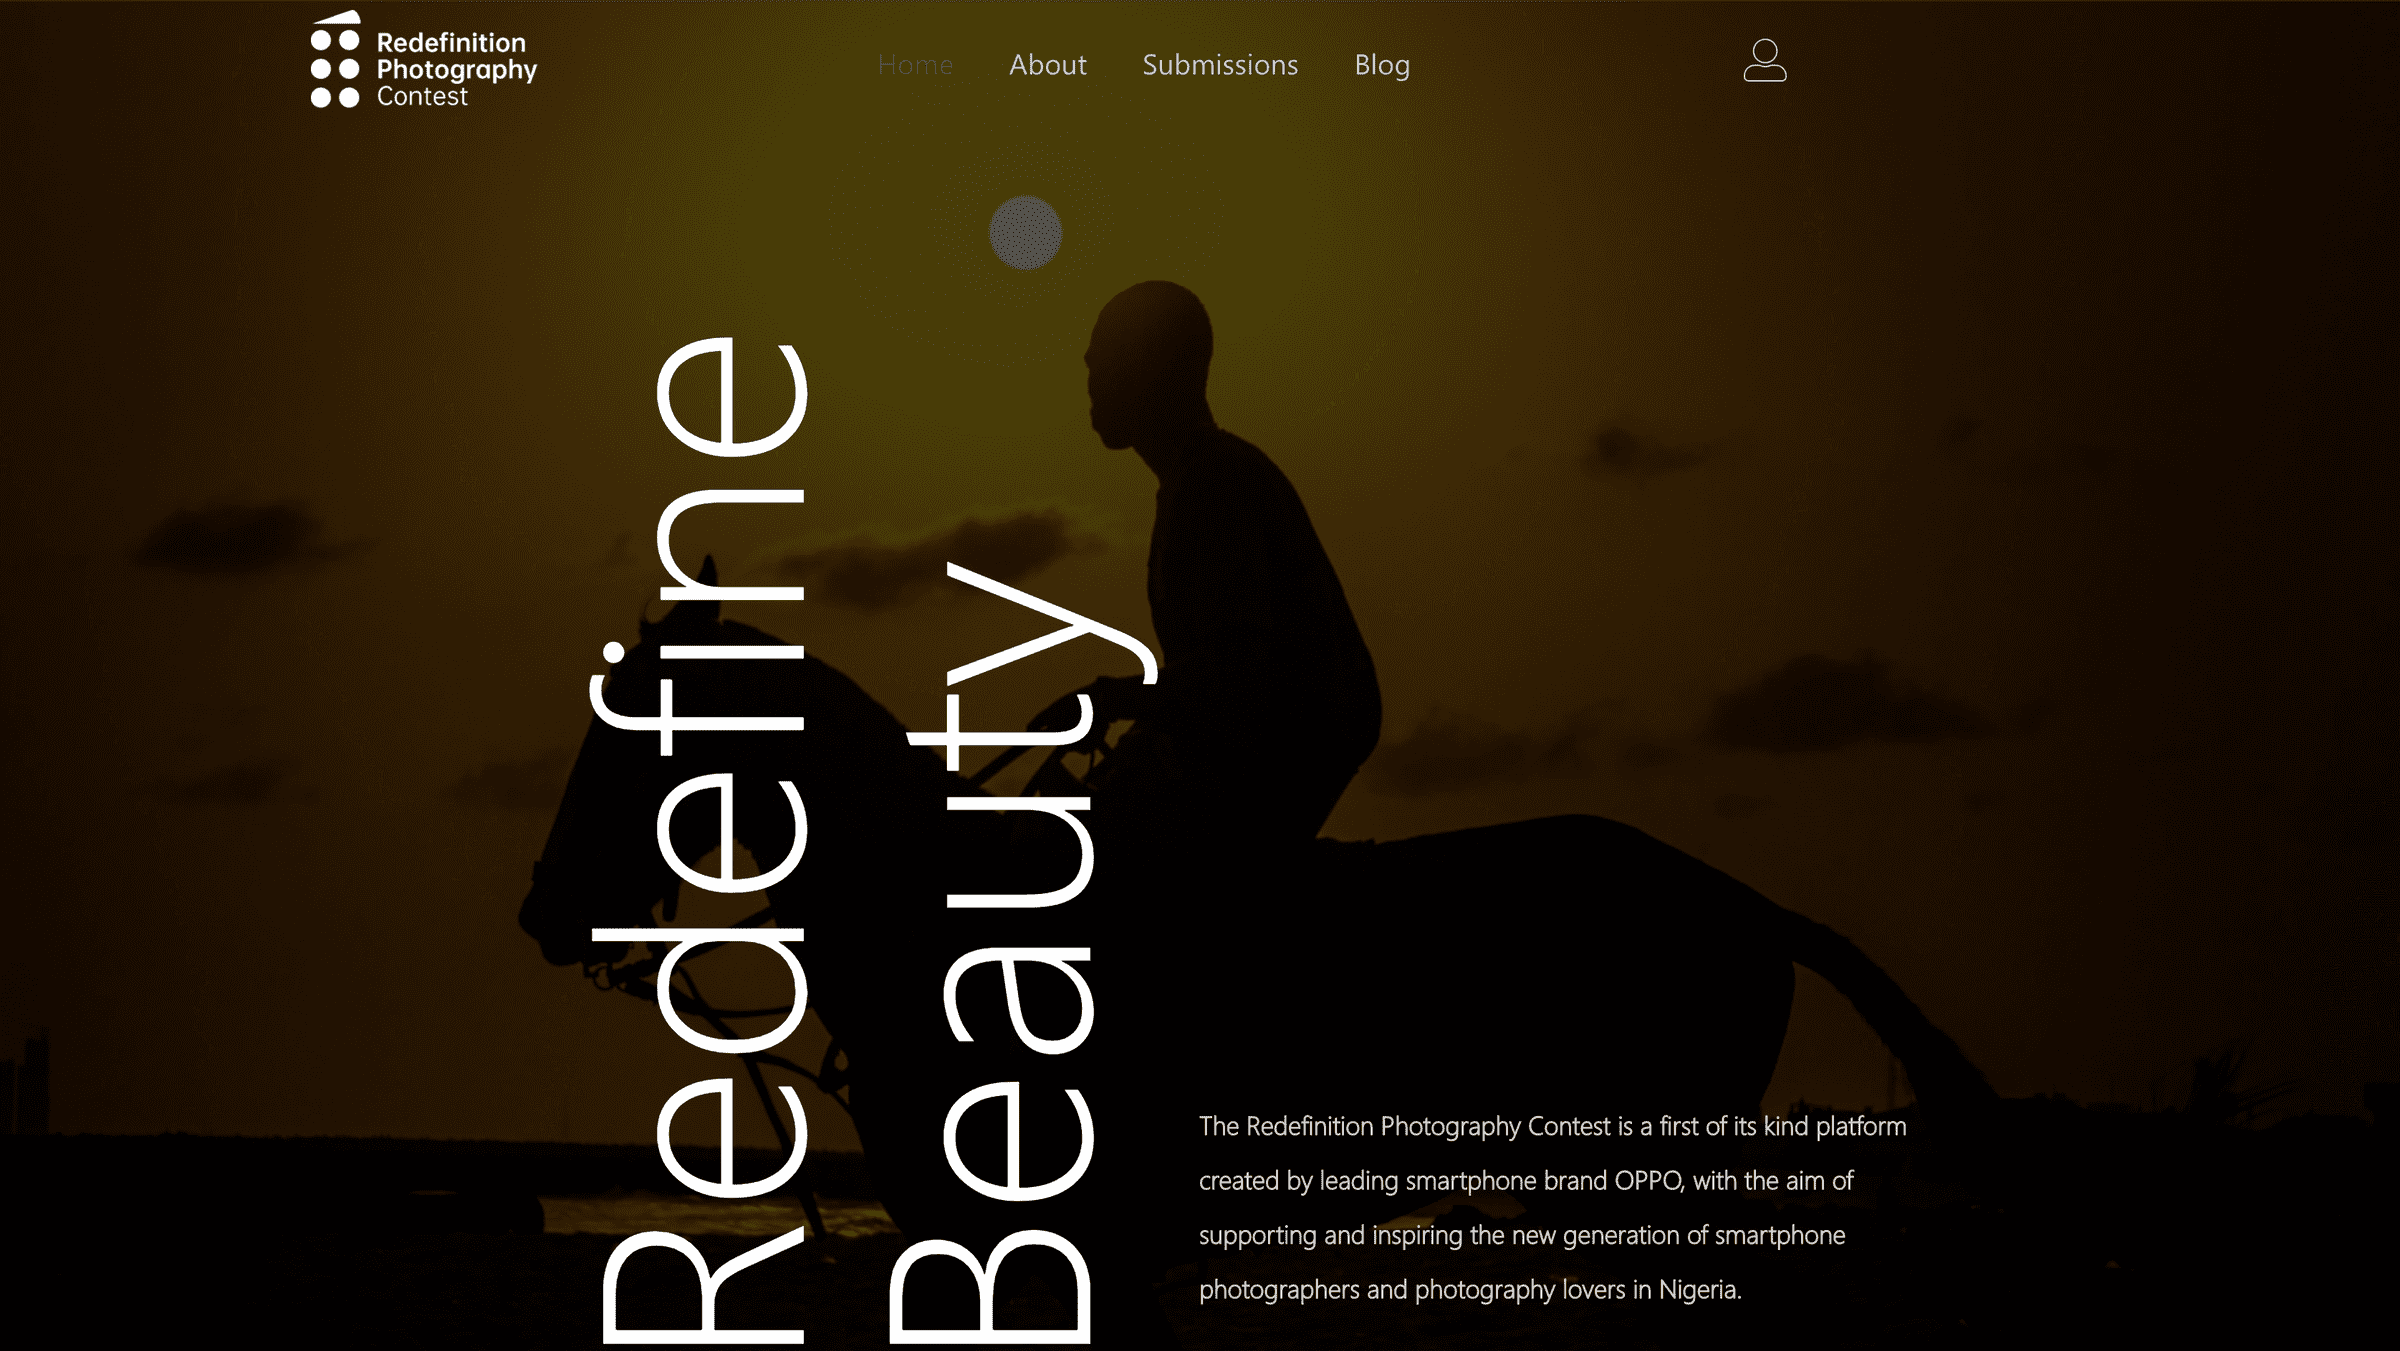 Redefinition
Photography
Contest
Home
About
Submissions
Blog
Redefine
Beauty
The Redefinition Photography Contest is a first of its kind platform
created by leading smartphone brand OPPO, with the aim of
supporting and inspiring the new generation of smartphone
photographers and photography lovers in Nigeria.